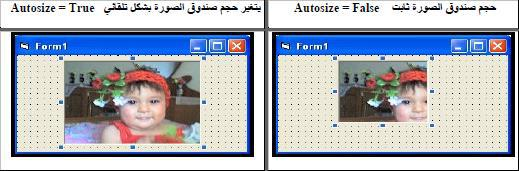 يتغير حجم صندوق الصورة بشكل تلقائي Autosize = True
حجم صندوق الصورة ثابت Autosize = False
Form1
Form1